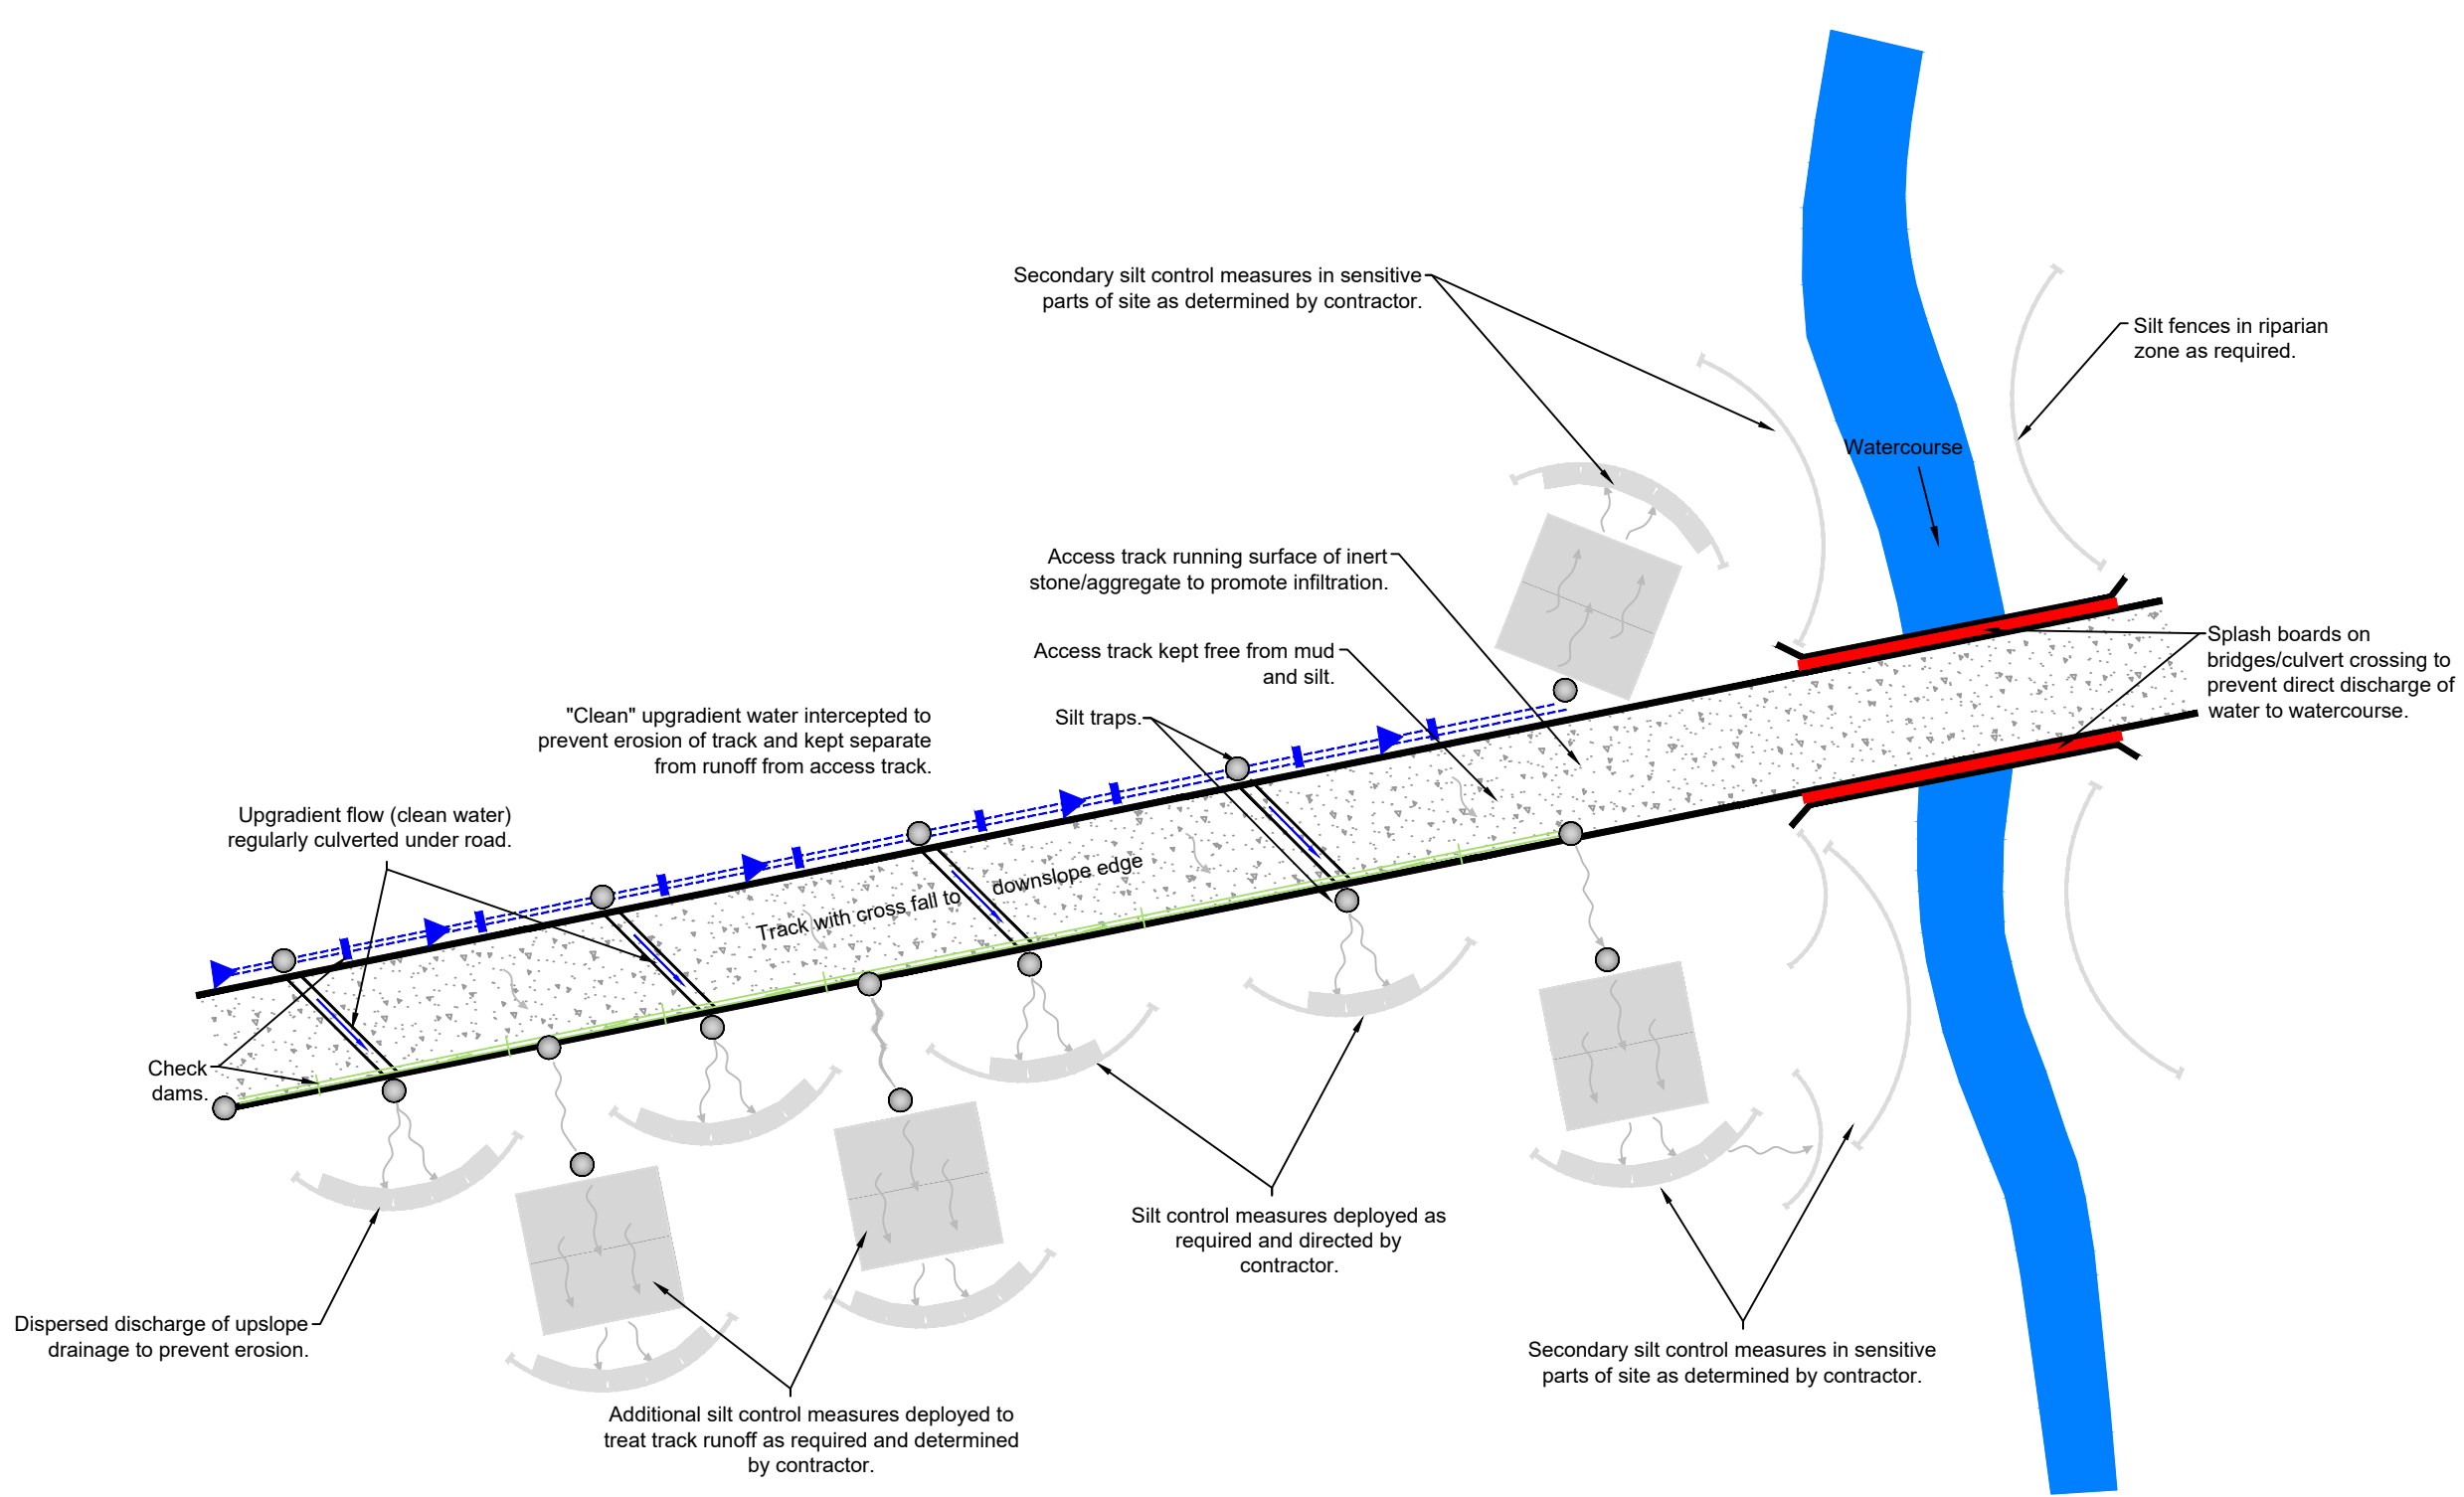 Secondary silt control measures in sensitive
parts of site as determined by contractor.
Silt fences in riparian
zone as required.
Watercourse
Access track running surface of inert
stone/aggregate to promote infiltration.
Access track kept free from mud
and silt.
Splash boards on
bridges/culvert crossing to
prevent direct discharge of
water to watercourse.
Silt traps.
"Clean" upgradient water intercepted to
prevent erosion of track and kept separate
from runoff from access track.
Upgradient flow (clean water)
regularly culverted under road.
Track with cross fall to downslope edge
Check
dams.
Silt control measures deployed as
required and directed by
contractor.
Dispersed discharge of upslope
drainage to prevent erosion.
Secondary silt control measures in sensitive
parts of site as determined by contractor.
Additional silt control measures deployed to
treat track runoff as required and determined
by contractor.